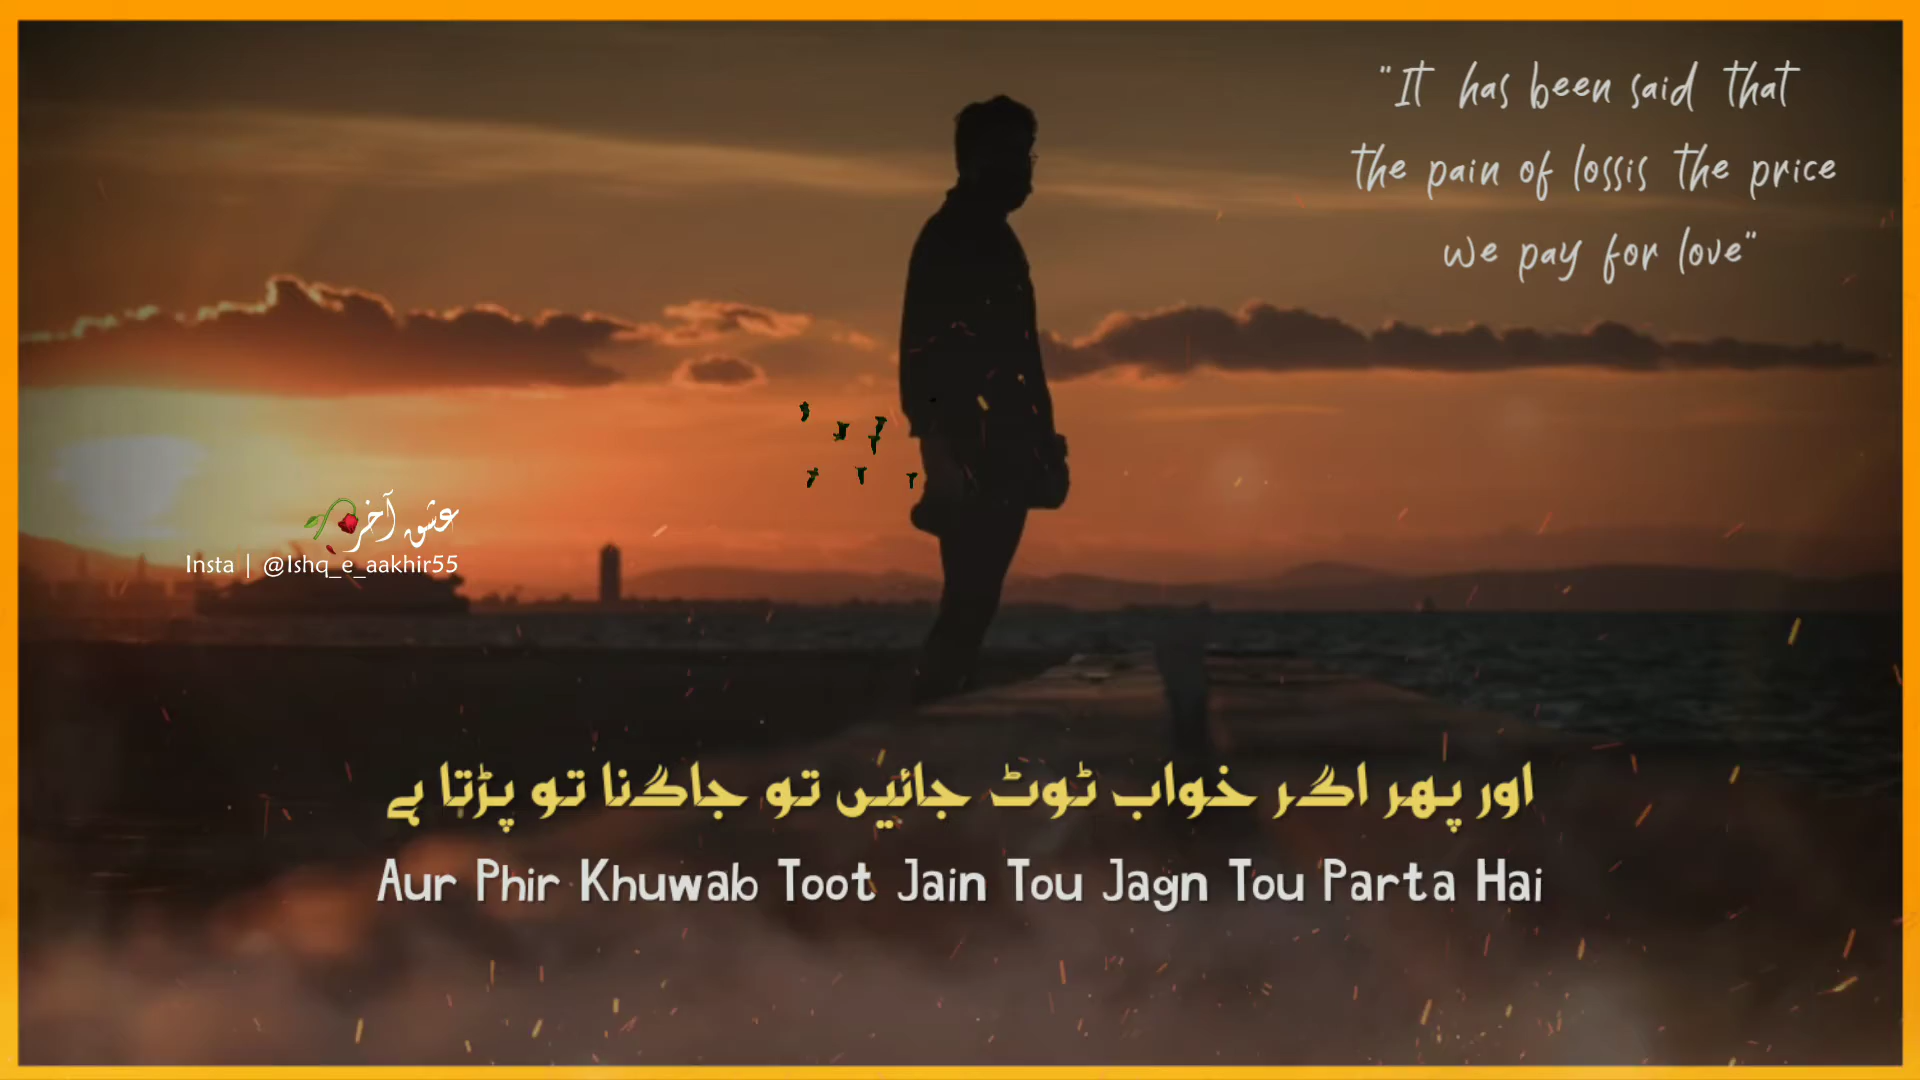 "It has been said that
the pain of lossis the price
we pay for love"
عشق آخر
Insta | @Ishq_e_aakhir55
اور پھر اگر خواب ٹوٹ جائیں تو جاگنا تو پڑتا ہے
Aur Phir Khuwab Toot Jain Tou Jagn Tou Parta Hai